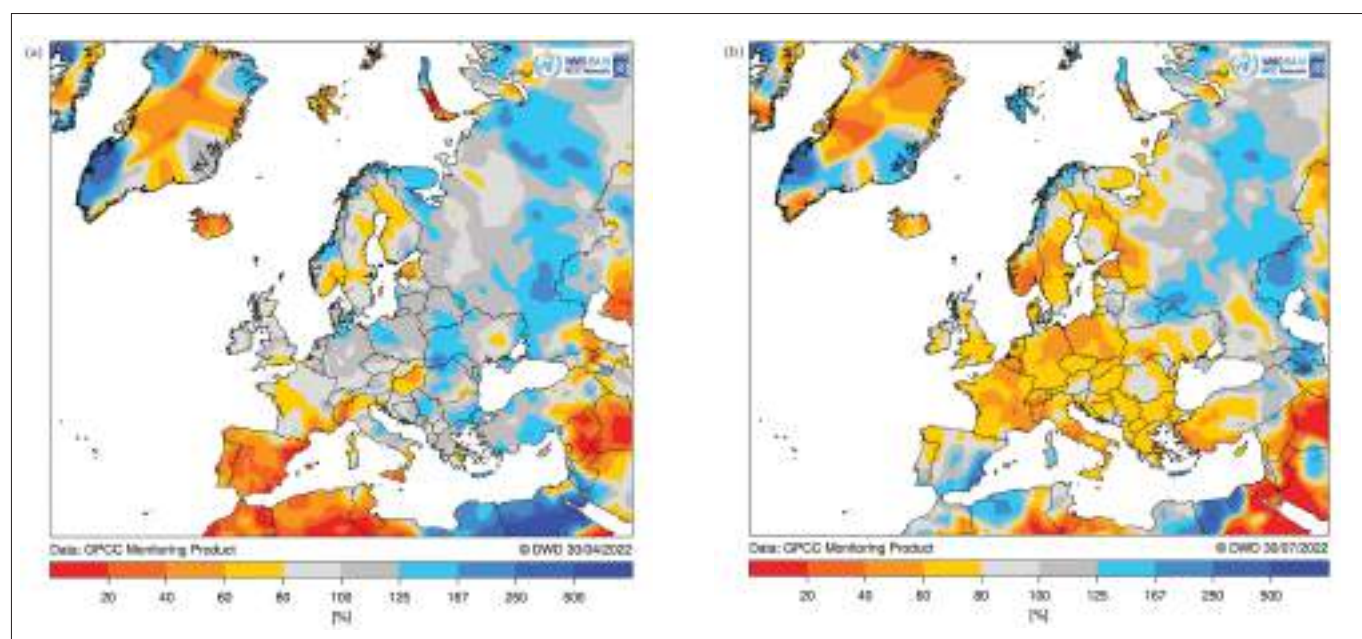 (a)
Data: GPCC Monitoring Product © DWD 30/04/2022
20 40 60 80 100 125 167 250 500
[%]
(b)
Data: GPCC Monitoring Product © DWD 30/07/2022
20 40 60 80 100 125 167 250 500
[%]